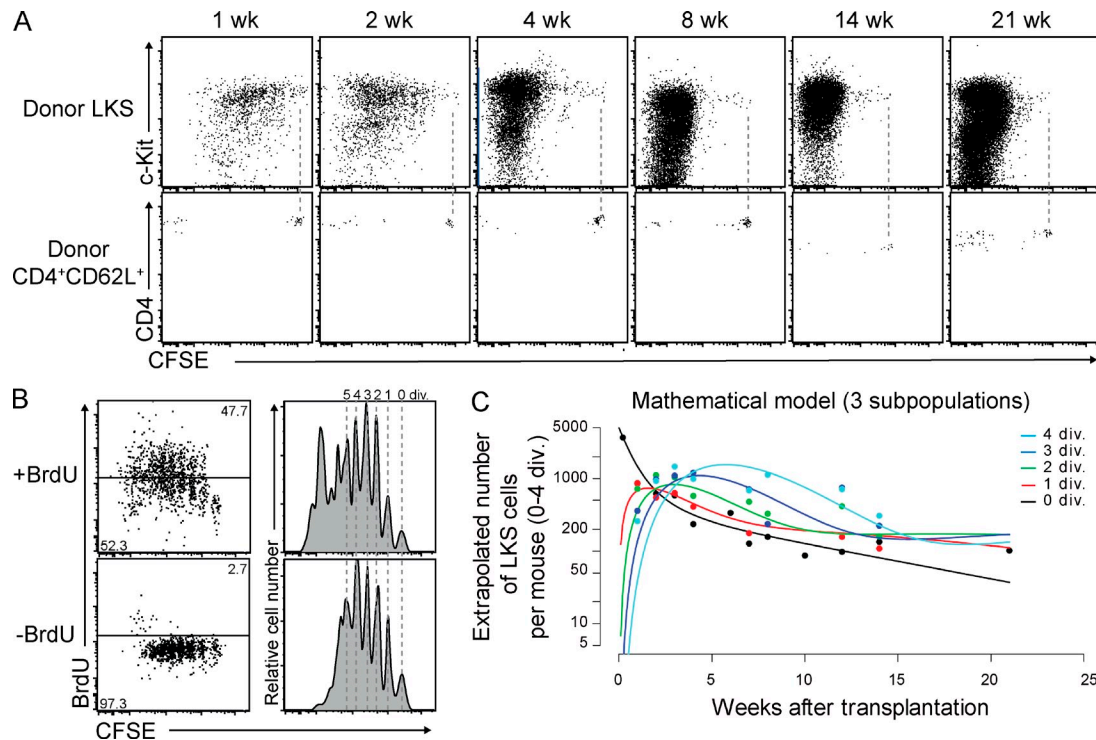 A
1 wk 2 wk 4 wk 8 wk 14 wk 21 wk
Donor LKS
c-Kit
Donor
CD4+CD62L+
CD4
CFSE
B
5 4 3 2 1 0 div.
47.7
+BrdU
52.3
2.7
-BrdU
97.3
BrdU
Relative cell number
CFSE
C
Mathematical model (3 subpopulations)
5000
1000
200
50
10
5
4 div.
3 div.
2 div.
1 div.
0 div.
Extrapolated number
of LKS cells
per mouse (0-4 div.)
0 5 10 15 20 25
Weeks after transplantation